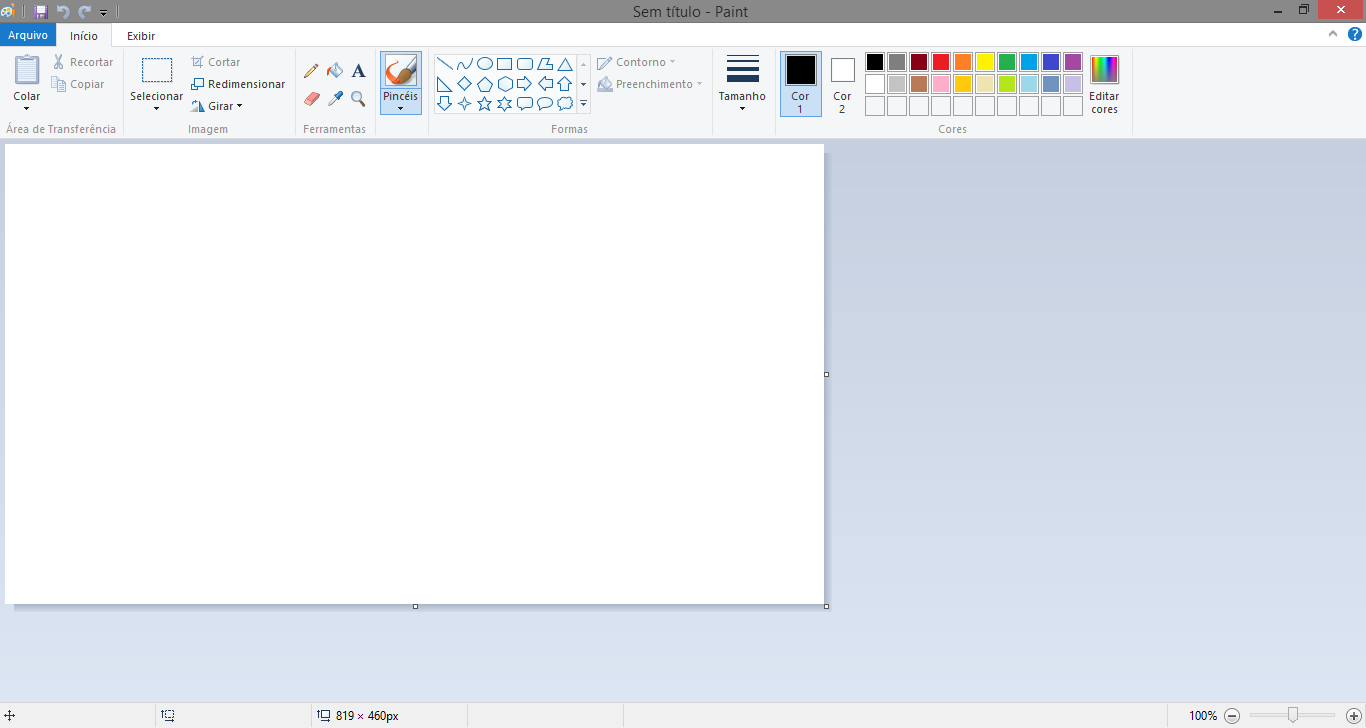 Sem título - Paint
Arquivo Início Exibir
Colar
Recortar
Copiar
Área de Transferência
Selecionar
Cortar
Redimensionar
Girar
Imagem
A
Ferramentas
Pincéis
Formas
Contorno
Preenchimento
Tamanho
Cor
1
Cor
2
Editar
cores
Cores
819 × 460px
100%